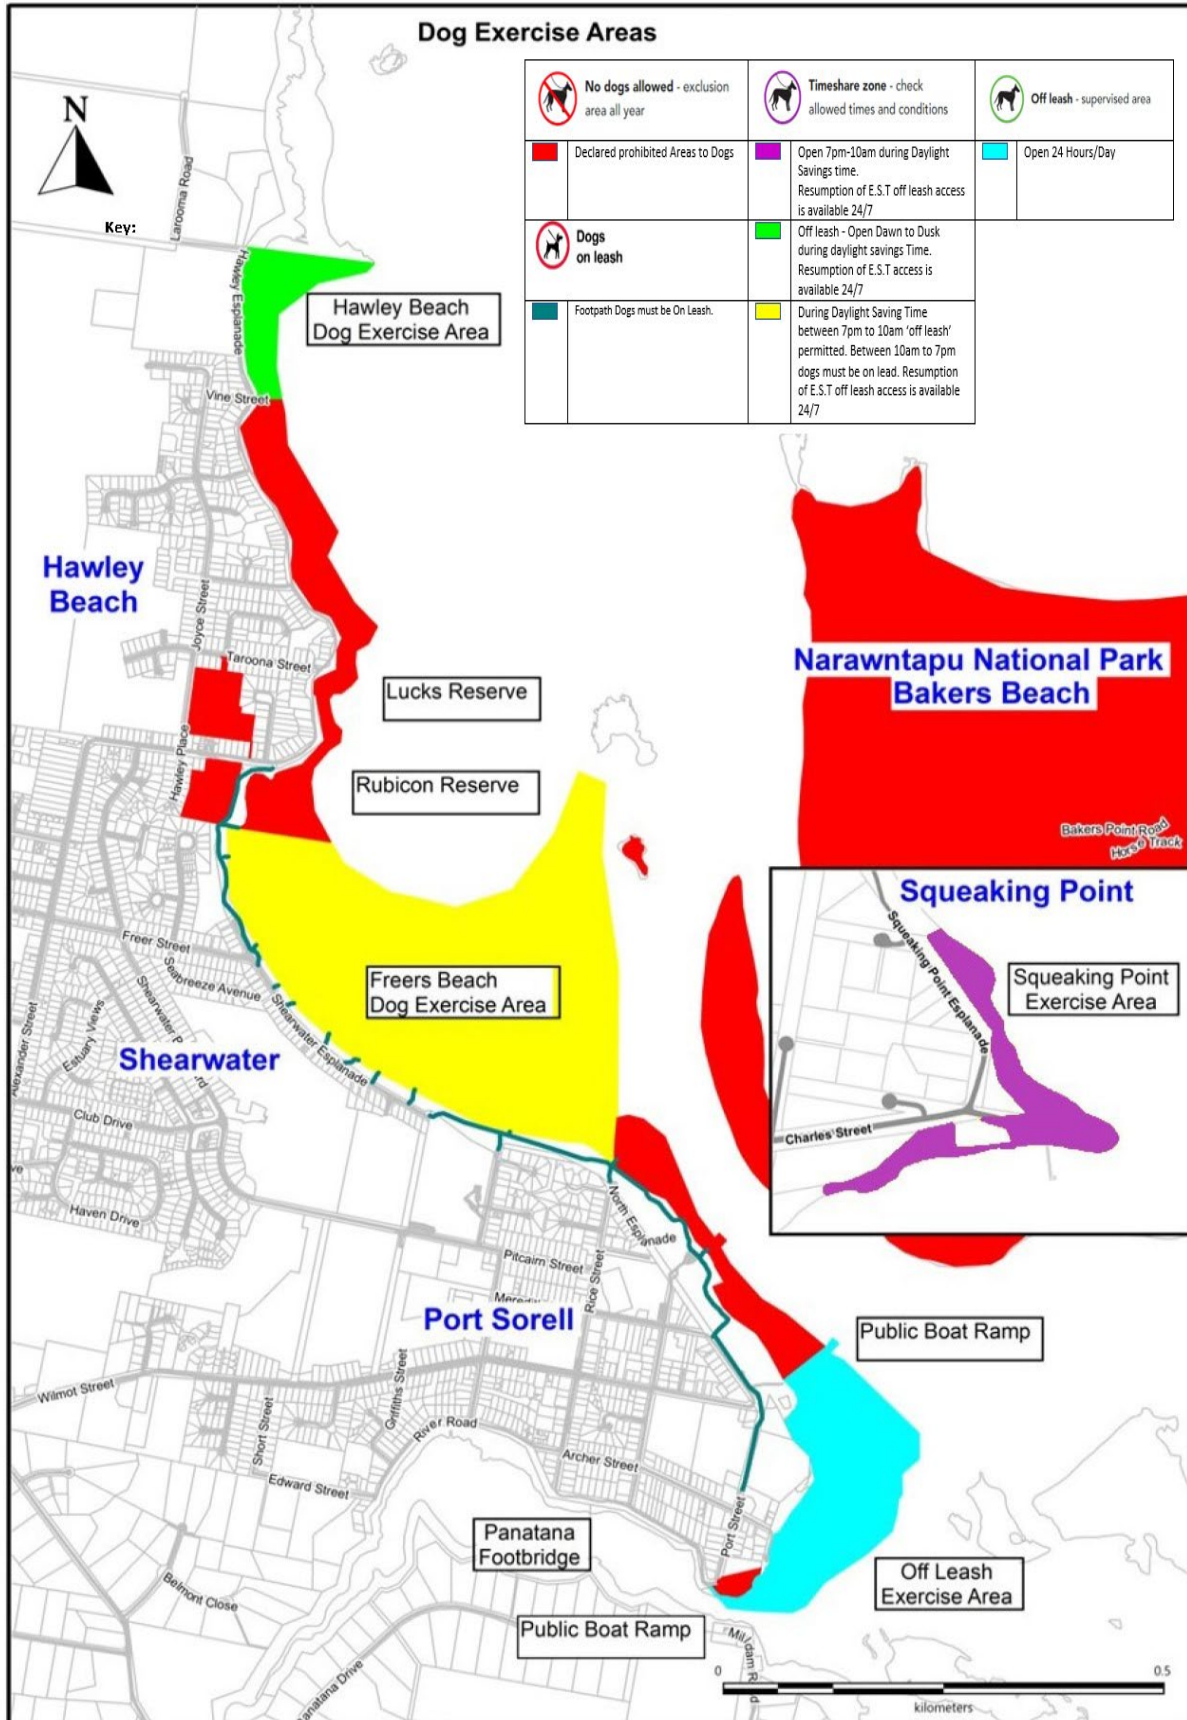 Dog Exercise Areas
N
Key:
No dogs allowed - exclusion
area all year
Timeshare zone - check
allowed times and conditions
Off leash - supervised area
Declared prohibited Areas to Dogs
Open 7pm-10am during Daylight
Savings time.
Resumption of E.S.T off leash access
is available 24/7
Open 24 Hours/Day
Dogs
on leash
Off leash - Open Dawn to Dusk
during daylight savings Time.
Resumption of E.S.T access is
available 24/7
Footpath Dogs must be On Leash.
During Daylight Saving Time
between 7pm to 10am ‘off leash’
permitted. Between 10am to 7pm
dogs must be on lead. Resumption
of E.S.T off leash access is available
24/7
Larooma Road
Hawley Esplanade
Hawley Beach
Dog Exercise Area
Vine Street
Hawley
Beach
Joyce Street
Taroona Street
Lucks Reserve
Narawntapu National Park
Bakers Beach
Hawley Place
Rubicon Reserve
Bakers Point Road
Horse Track
Squeaking Point
Squeaking Point Esplanade
Squeaking Point
Exercise Area
Charles Street
Freer Street
Seabreeze Avenue
Freers Beach
Dog Exercise Area
Shearwater Esplanade
Alexander Street
Estuary Views
Shearwater
Club Drive
Haven Drive
North Esplanade
Pitcairn Street
Rice Street
Port Sorell
Public Boat Ramp
Wilmot Street
Griffiths Street
Short Street
River Road
Archer Street
Edward Street
Port Street
Panatana
Footbridge
Off Leash
Exercise Area
Belmont Close
Public Boat Ramp
Panatana Drive
0
0.5
kilometers